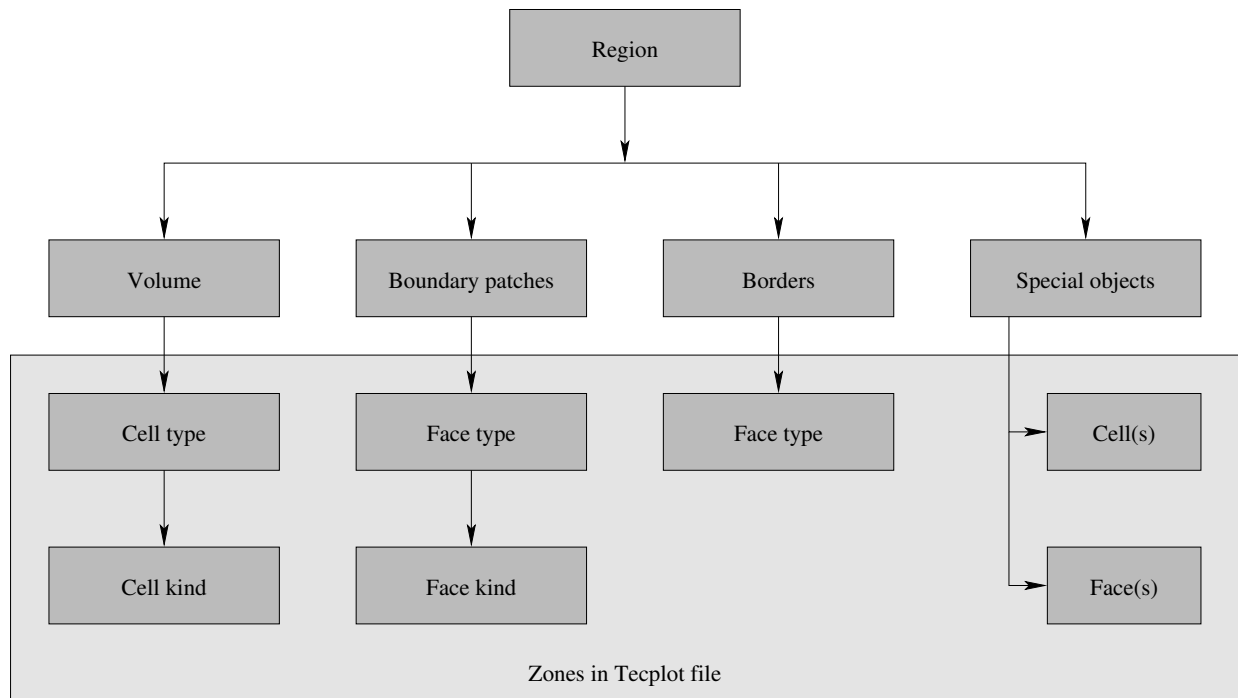 Region
Volume
Boundary patches
Borders
Special objects
Cell type
Face type
Face type
Cell(s)
Cell kind
Face kind
Face(s)
Zones in Tecplot file